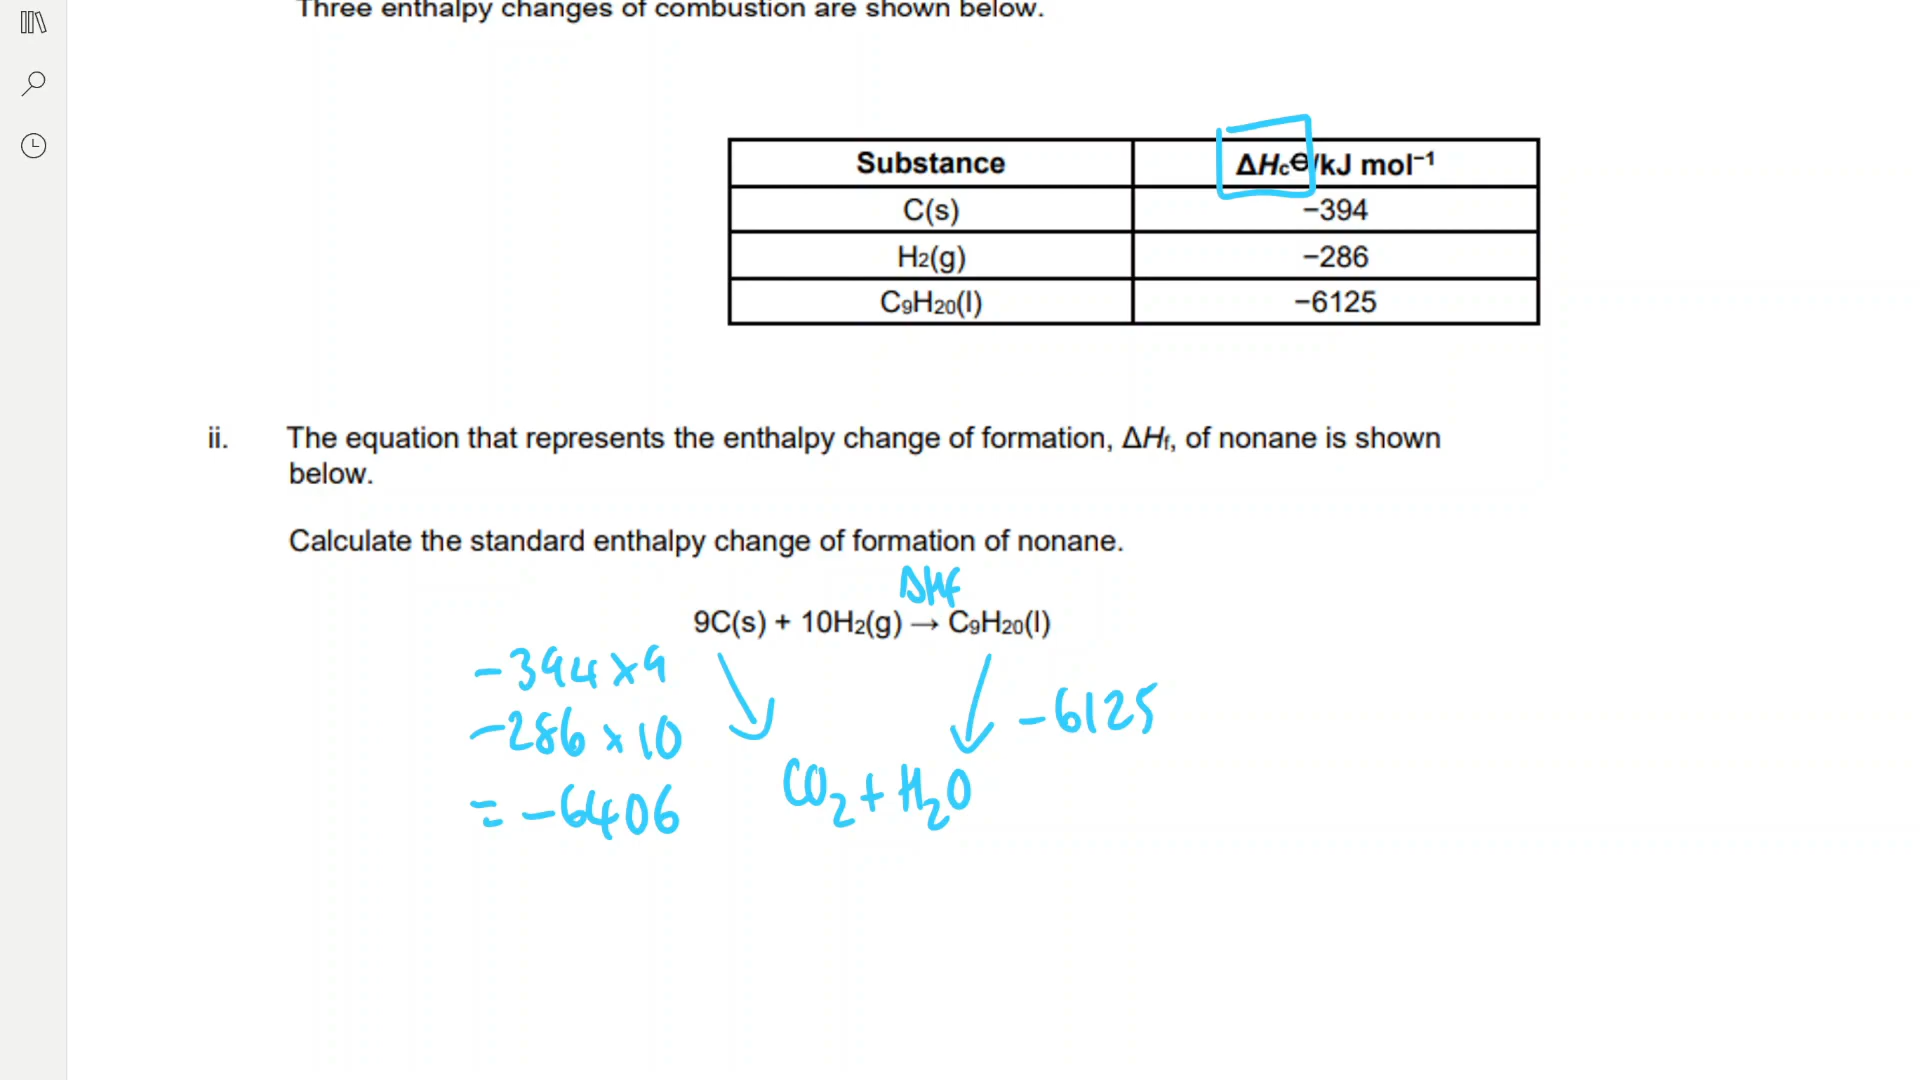 Three enthalpy changes of combustion are shown below.
Substance ΔHc⊖/kJ mol⁻¹
C(s) −394
H2(g) −286
C9H20(l) −6125
ii. The equation that represents the enthalpy change of formation, ΔHf, of nonane is shown
below.
Calculate the standard enthalpy change of formation of nonane.
ΔHf
9C(s) + 10H2(g) → C9H20(l)
-394 x 9
-286 x 10
= -6406
-6125
CO2 + H2O